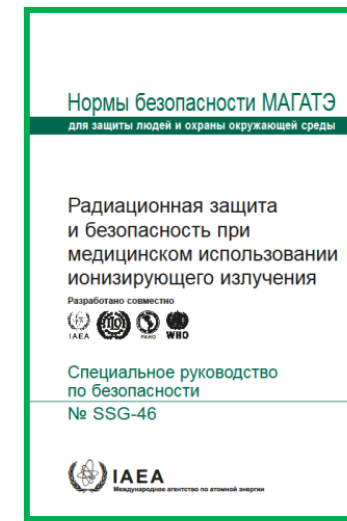 Нормы безопасности МАГАТЭ
для защиты людей и охраны окружающей среды
Радиационная защита
и безопасность при
медицинском использовании
ионизирующего излучения
Разработано совместно
IAEA PAHO WHO
Специальное руководство
по безопасности
№ SSG-46
IAEA
Международное агентство по атомной энергии